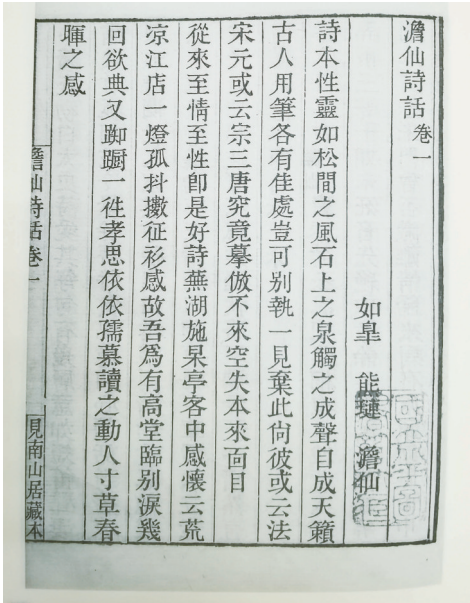 澹仙詩話 卷一
如臯 熊璉 澹仙
詩本性靈如松間之風石上之泉觸之成聲自成天籟
古人用筆各有佳處豈可别執一見棄此尙彼或云法
宋元或云宗三唐究竟摹倣不來空失本來面目
從來至情至性卽是好詩蕪湖施杲亭客中感懷云荒
凉江店一燈孤抖擻征衫感故吾爲有高堂臨别淚幾
回欲典又踟蹰一徃孝思依依孺慕讀之動人寸草春
暉之感
澹仙詩話卷一
見南山居藏本